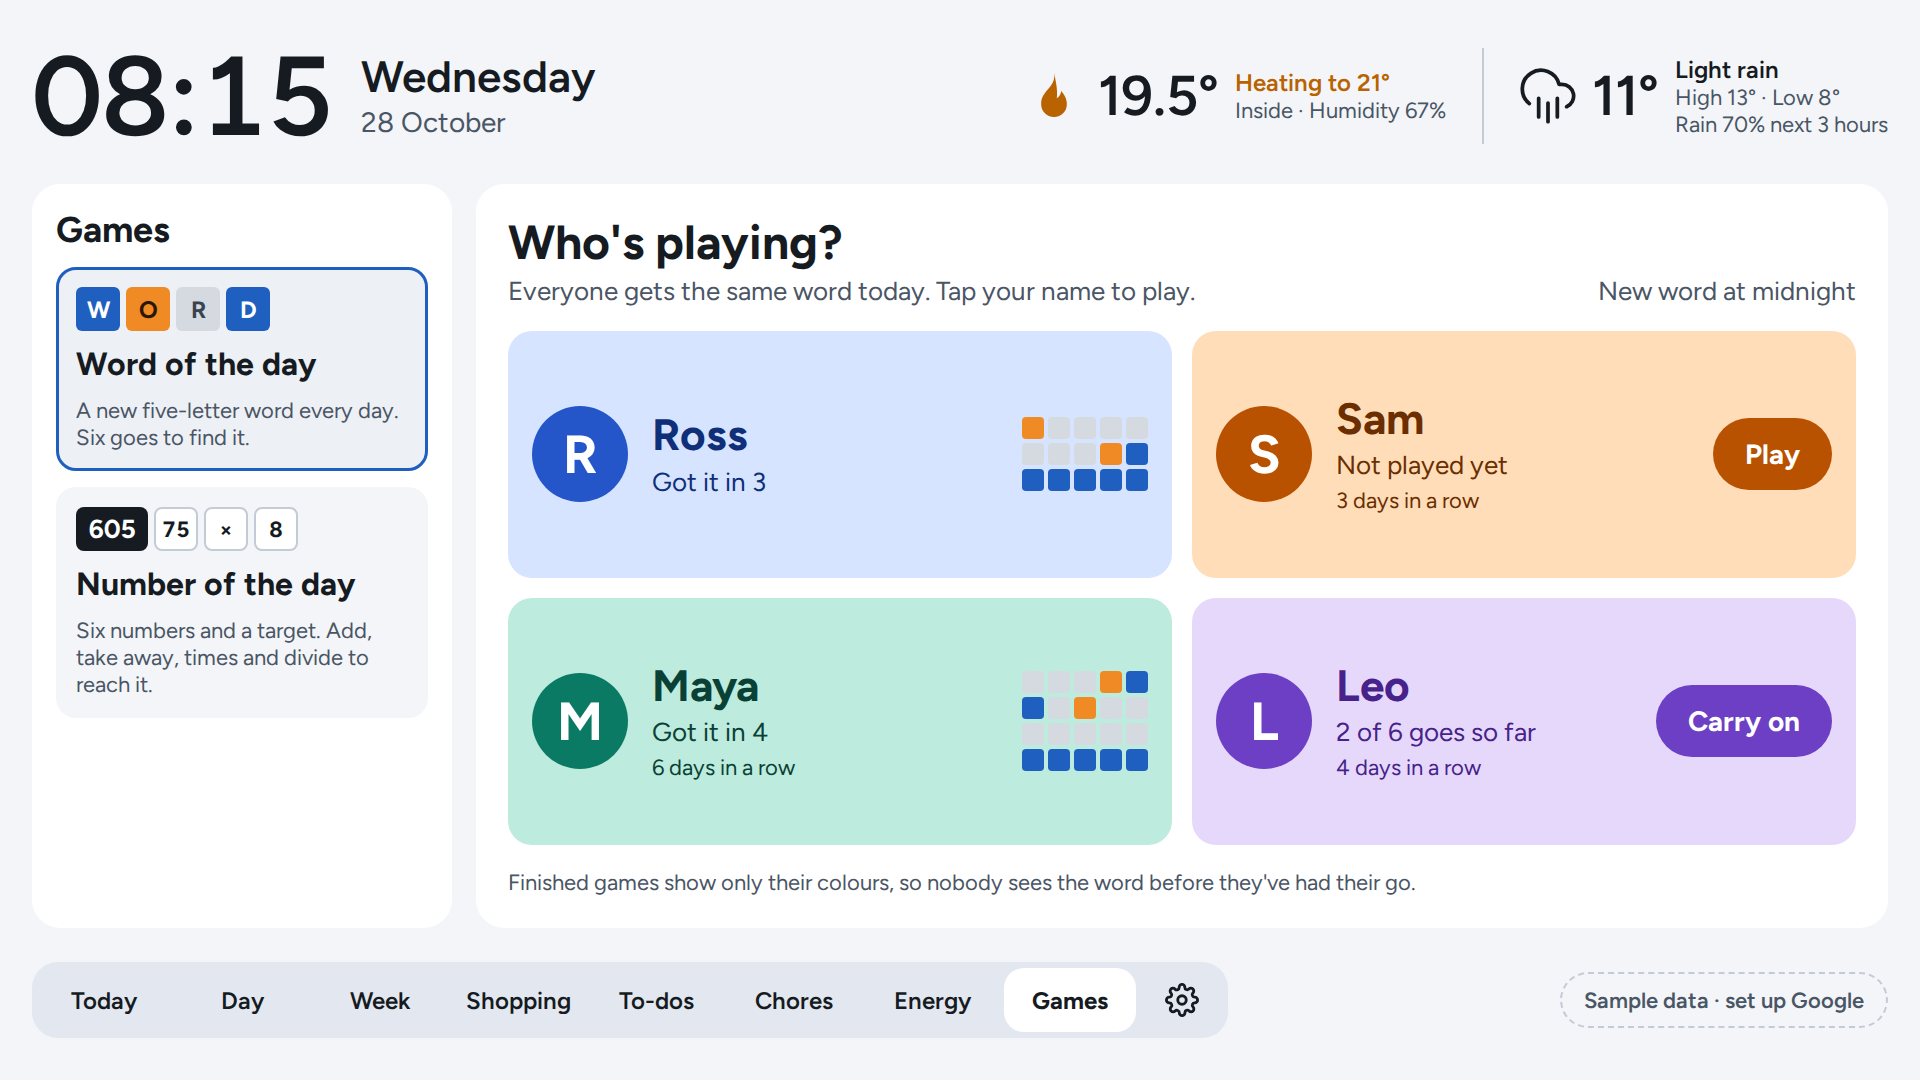 08:15
Wednesday
28 October
19.5°
Heating to 21°
Inside · Humidity 67%
11°
Light rain
High 13° · Low 8°
Rain 70% next 3 hours
Games
W O R D
Word of the day
A new five-letter word every day.
Six goes to find it.
605 75 × 8
Number of the day
Six numbers and a target. Add,
take away, times and divide to
reach it.
Who's playing?
Everyone gets the same word today. Tap your name to play.
New word at midnight
R
Ross
Got it in 3
S
Sam
Not played yet
3 days in a row
Play
M
Maya
Got it in 4
6 days in a row
L
Leo
2 of 6 goes so far
4 days in a row
Carry on
Finished games show only their colours, so nobody sees the word before they've had their go.
Today Day Week Shopping To-dos Chores Energy Games
Sample data · set up Google